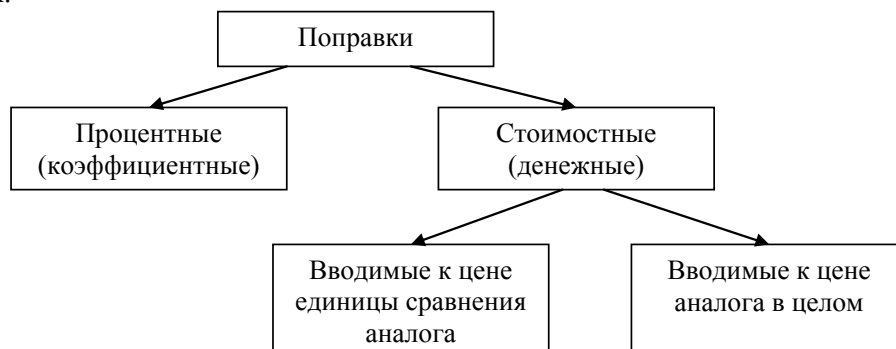 Поправки
Процентные
(коэффициентные)
Стоимостные
(денежные)
Вводимые к цене
единицы сравнения
аналога
Вводимые к цене
аналога в целом